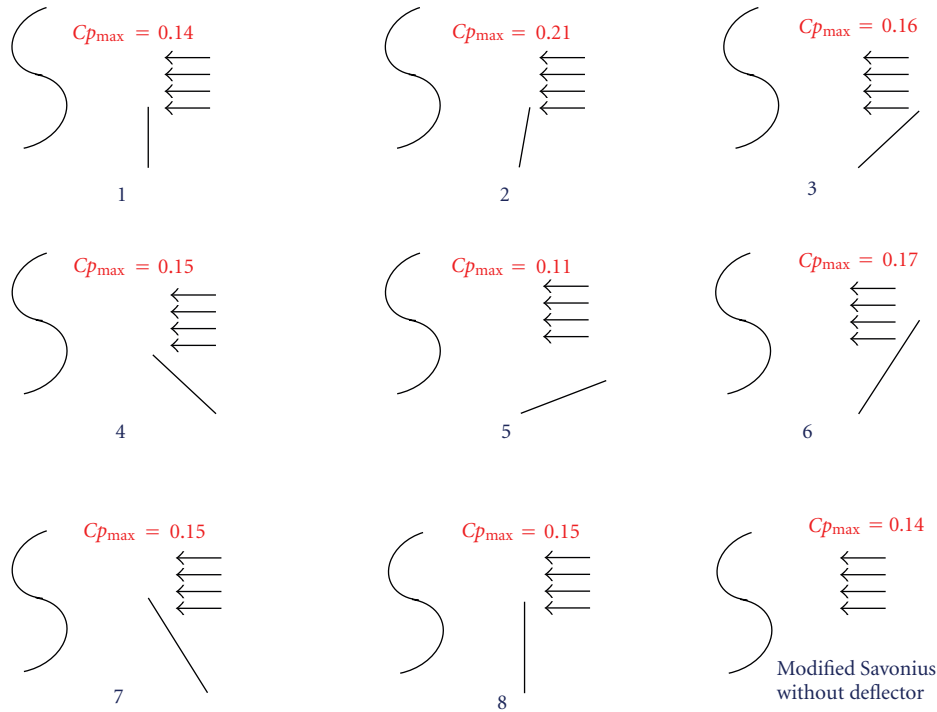 Cpmax = 0.14
Cpmax = 0.21
Cpmax = 0.16
1
2
3
Cpmax = 0.15
Cpmax = 0.11
Cpmax = 0.17
4
5
6
Cpmax = 0.15
Cpmax = 0.15
Cpmax = 0.14
7
8
Modified Savonius
without deflector